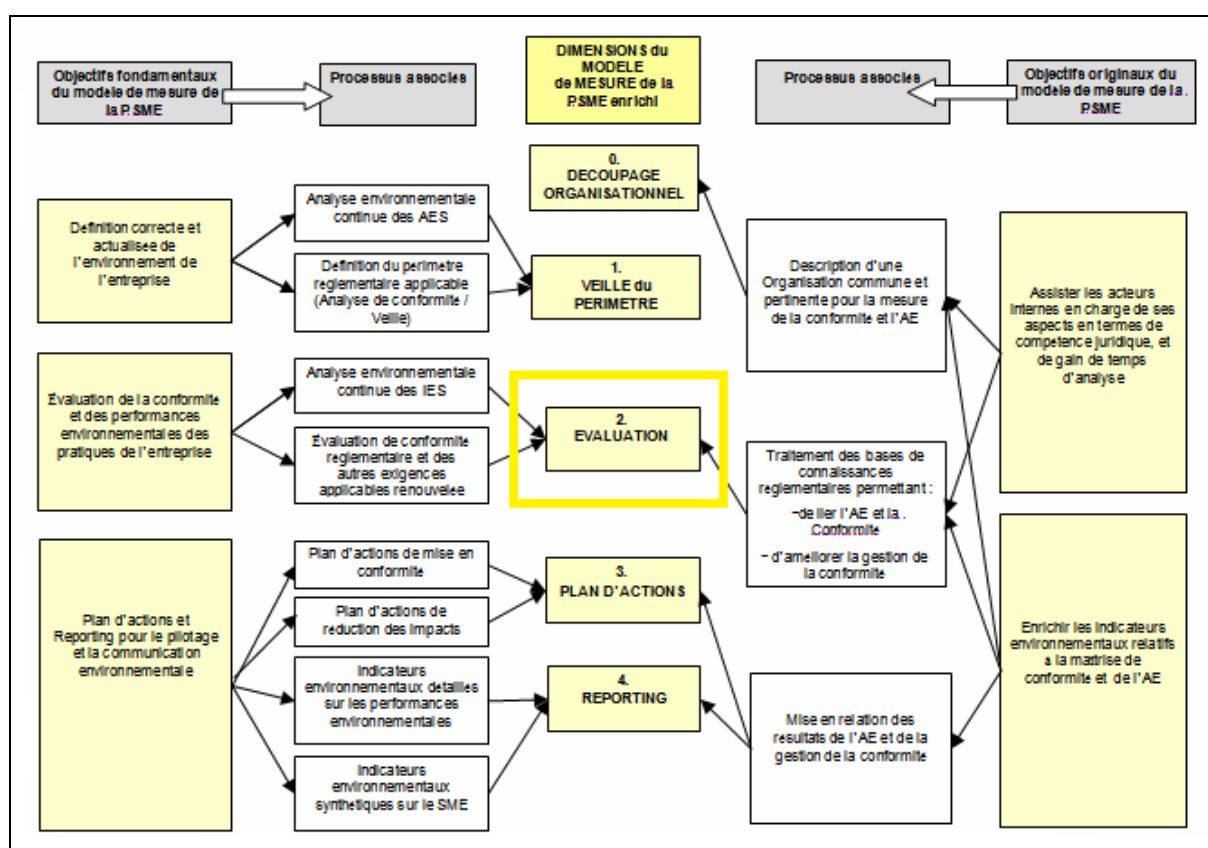 Objectifs fondamentaux
du modele de mesure de
la PSME
Processus associes
DIMENSIONS du
MODELE
de MESURE de la
PSME enrichi
Processus associes
Objectifs originaux du
modele de mesure de la .
PSME
0.
DECOUPAGE
ORGANISATIONNEL
Definition correcte et
actualisee de
l'environnement de
l'entreprise
Analyse environnementale
continue des AES
Definition du perimetre
reglementaire applicable
(Analyse de conformite /
Veille)
1.
VEILLE du
PERIMETRE
Description d'une
Organisation commune et
pertinente pour la mesure
de la conformite et l'AE
Assister les acteurs
internes en charge de ses
aspects en termes de
competence juridique, et
de gain de temps
d'analyse
Évaluation de la conformite
et des performances
environnementales des
pratiques de l'entreprise
Analyse environnementale
continue des IES
Évaluation de conformite
reglementaire et des
autres exigences
applicables renouvelee
2.
EVALUATION
Traitement des bases de
connaissances
reglementaires permettant :
-de lier l'AE et la .
Conformite
- d'ameliorer la gestion de
la conformite
Plan d'actions et
Reporting pour le pilotage
et la communication
environnementale
Plan d'actions de mise en
conformite
Plan d'actions de
reduction des impacts
Indicateurs
environnementaux detailles
sur les performances
environnementales
Indicateurs
environnementaux
synthetiques sur le SME
3.
PLAN D'ACTIONS
4.
REPORTING
Mise en relation des
resultats de l'AE et de la
gestion de la conformite
Enrichir les indicateurs
environnementaux relatifs
a la maitrise de
conformite et de l'AE